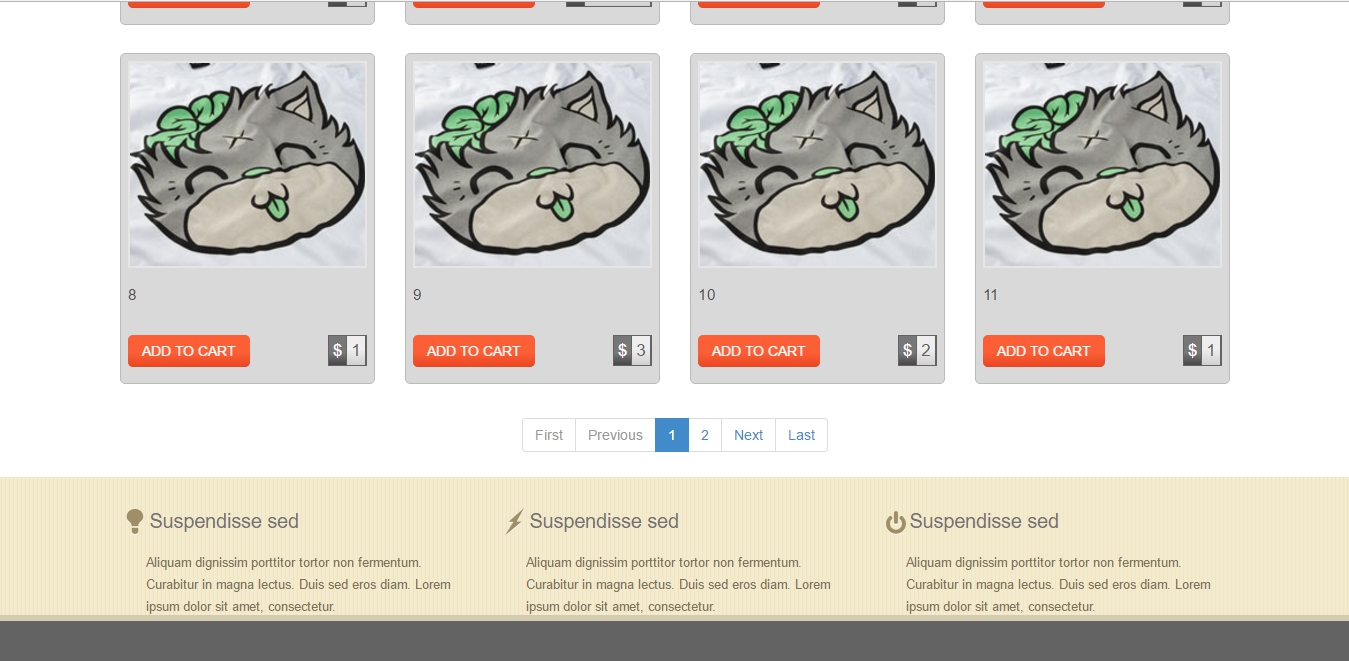 8
9
10
11
ADD TO CART $ 1
ADD TO CART $ 3
ADD TO CART $ 2
ADD TO CART $ 1
First Previous 1 2 Next Last
Suspendisse sed
Aliquam dignissim porttitor tortor non fermentum.
Curabitur in magna lectus. Duis sed eros diam. Lorem
ipsum dolor sit amet, consectetur.
Suspendisse sed
Aliquam dignissim porttitor tortor non fermentum.
Curabitur in magna lectus. Duis sed eros diam. Lorem
ipsum dolor sit amet, consectetur.
Suspendisse sed
Aliquam dignissim porttitor tortor non fermentum.
Curabitur in magna lectus. Duis sed eros diam. Lorem
ipsum dolor sit amet, consectetur.